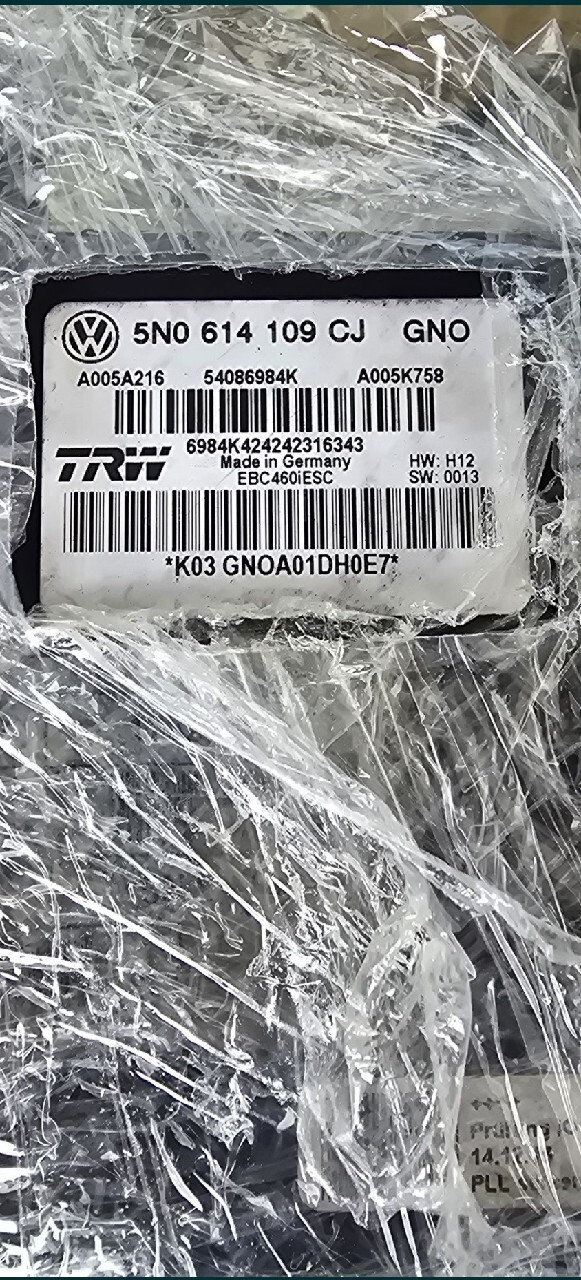 5N0 614 109 CJ GNO
A005A216 54086984K A005K758
6984K424242316343
TRW
Made in Germany
HW: H12
EBC460iESC
SW: 0013
*K03 GNOA01DH0E7*
PLL